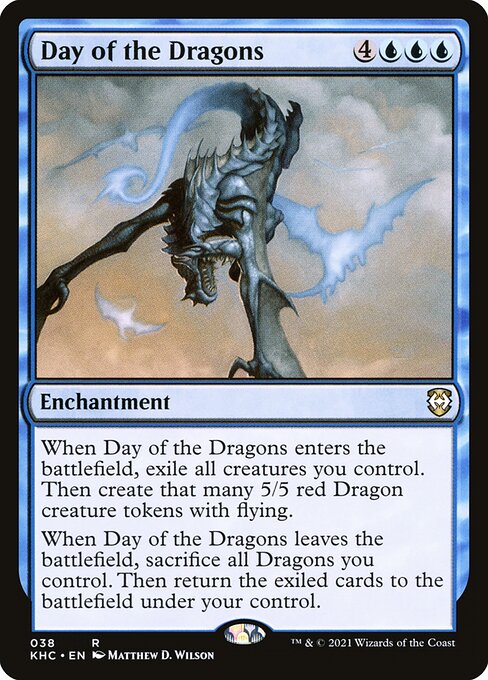 Day of the Dragons 4
Enchantment
When Day of the Dragons enters the
battlefield, exile all creatures you control.
Then create that many 5/5 red Dragon
creature tokens with flying.
When Day of the Dragons leaves the
battlefield, sacrifice all Dragons you
control. Then return the exiled cards to the
battlefield under your control.
038 R
KHC • EN Matthew D. Wilson
™ & © 2021 Wizards of the Coast